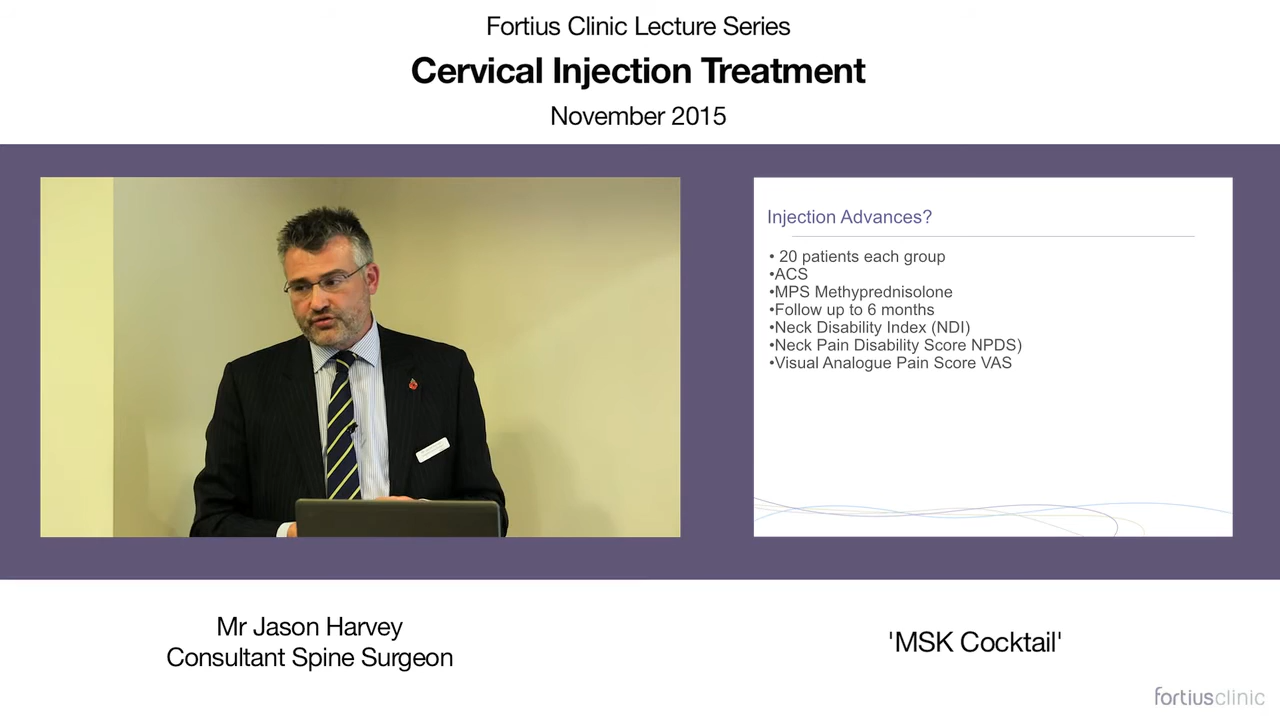 Fortius Clinic Lecture Series
Cervical Injection Treatment
November 2015
Injection Advances?
• 20 patients each group
•ACS
•MPS Methyprednisolone
•Follow up to 6 months
•Neck Disability Index (NDI)
•Neck Pain Disability Score NPDS)
•Visual Analogue Pain Score VAS
Mr Jason Harvey
Consultant Spine Surgeon
'MSK Cocktail'
fortiusclinic